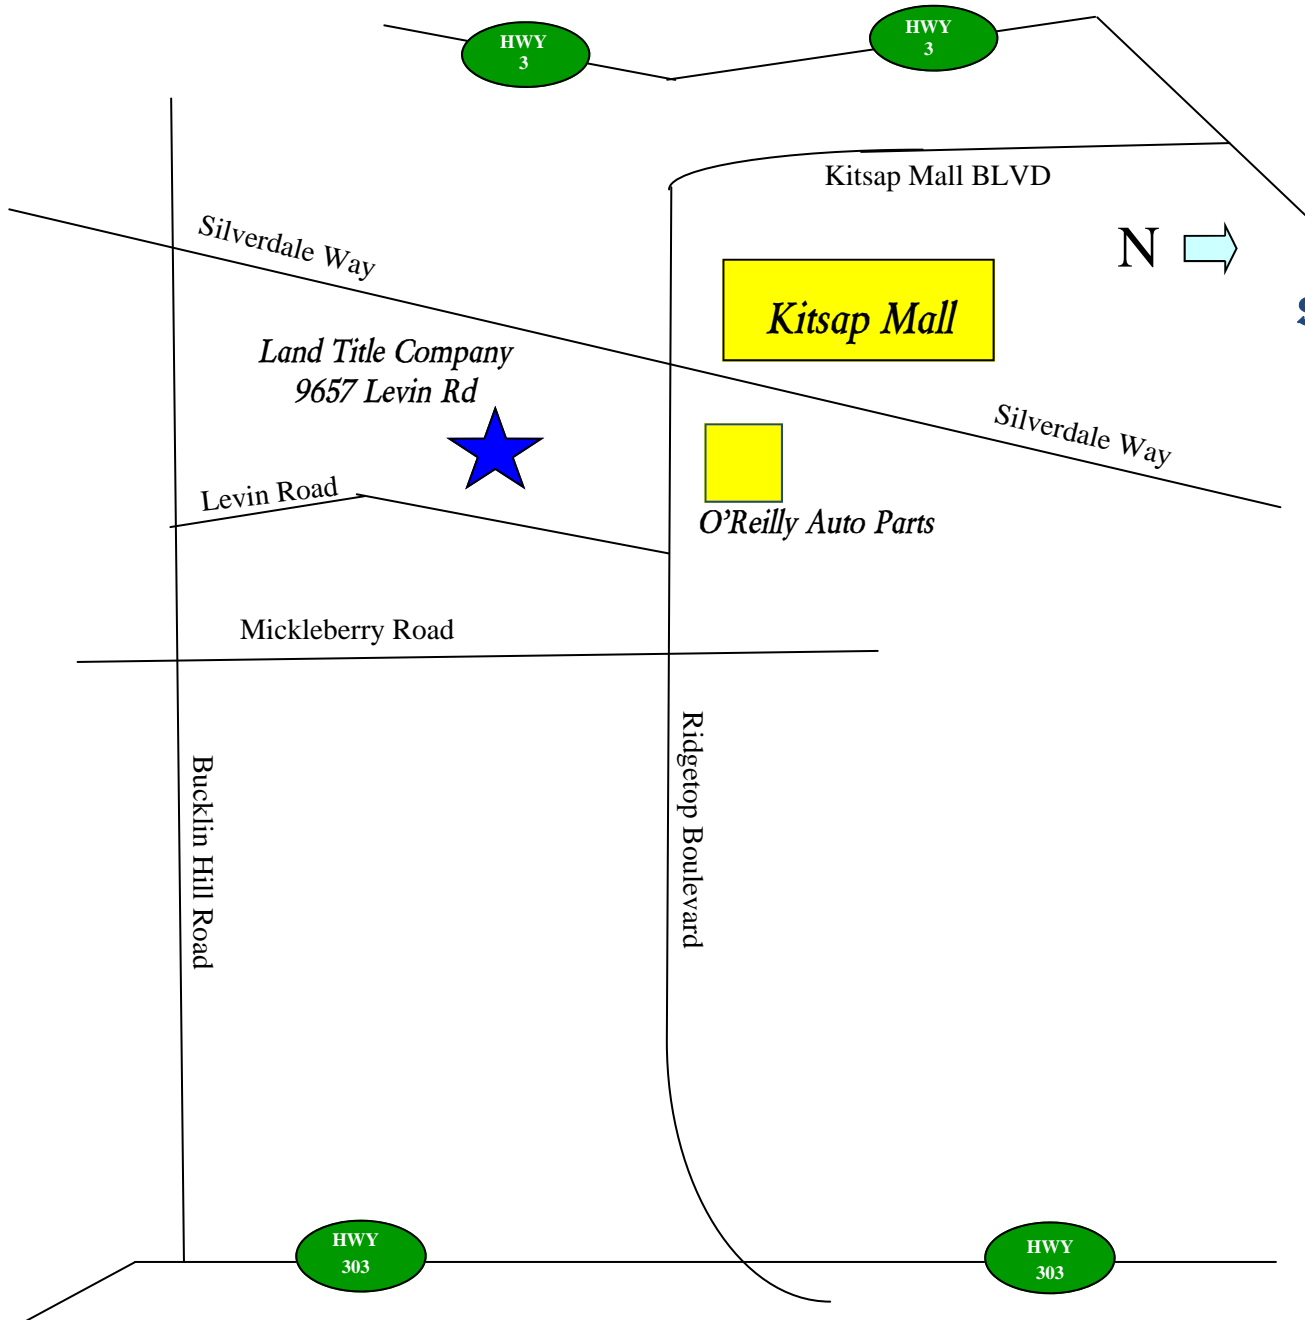 HWY
3
HWY
3
Kitsap Mall BLVD
Silverdale Way
N
Kitsap Mall
Land Title Company
9657 Levin Rd
Silverdale Way
Levin Road
O'Reilly Auto Parts
Mickleberry Road
Ridgetop Boulevard
Bucklin Hill Road
HWY
303
HWY
303